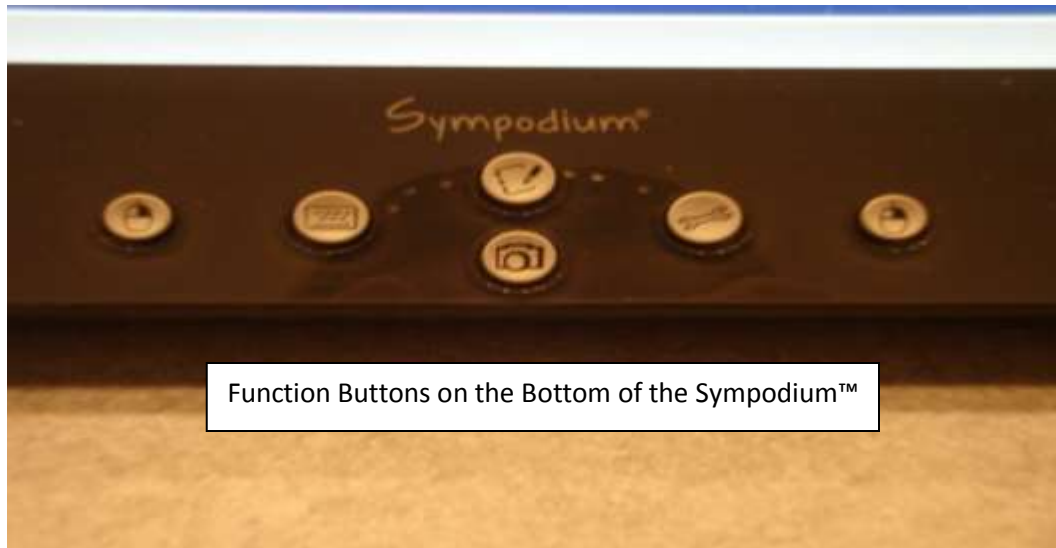 Sympodium®
Function Buttons on the Bottom of the Sympodium™